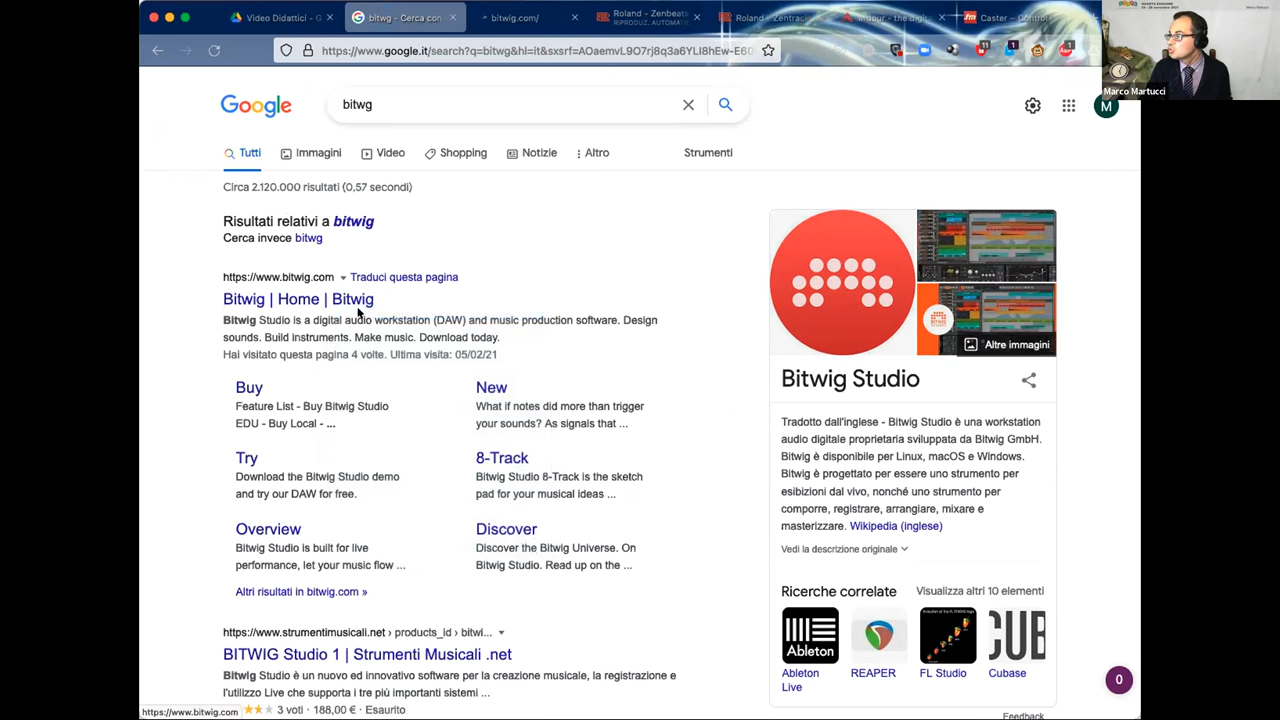 Video Didattici - G
bitwg - Cerca con
bitwig.com/
Roland - Zenbeats
RIPRODUZ. AUTOMATIC
Roland - Zentrack
ardour - the digit
Caster – Contro
https://www.google.it/search?q=bitwg&hl=it&sxsrf=AOaemvL9O7rj8q3a6YLI8hEw-E60
11
1
1
QUARTA EDIZIONE
Marco Martucci
Google
bitwg
M
Tutti
Immagini
Video
Shopping
Notizie
Altro
Strumenti
Circa 2.120.000 risultati (0,57 secondi)
Risultati relativi a bitwig
Cerca invece bitwg
https://www.bitwig.com Traduci questa pagina
Bitwig | Home | Bitwig
Bitwig Studio is a digital audio workstation (DAW) and music production software. Design
sounds. Build instruments. Make music. Download today.
Hai visitato questa pagina 4 volte. Ultima visita: 05/02/21
Buy
Feature List - Buy Bitwig Studio
EDU - Buy Local - ...
New
What if notes did more than trigger
your sounds? As signals that ...
Try
Download the Bitwig Studio demo
and try our DAW for free.
8-Track
Bitwig Studio 8-Track is the sketch
pad for your musical ideas ...
Overview
Bitwig Studio is built for live
performance, let your music flow ...
Discover
Discover the Bitwig Universe. On
Bitwig Studio. Read up on the ...
Altri risultati in bitwig.com »
https://www.strumentimusicali.net › products_id › bitwi...
BITWIG Studio 1 | Strumenti Musicali .net
Bitwig Studio è un nuovo ed innovativo software per la creazione musicale, la registrazione e
l'utilizzo Live che supporta i tre più importanti sistemi ...
3 voti · 188,00 € · Esaurito
https://www.bitwig.com
Altre immagini
Bitwig Studio
Tradotto dall'inglese - Bitwig Studio è una workstation
audio digitale proprietaria sviluppata da Bitwig GmbH.
Bitwig è disponibile per Linux, macOS e Windows.
Bitwig è progettato per essere uno strumento per
esibizioni dal vivo, nonché uno strumento per
comporre, registrare, arrangiare, mixare e
masterizzare. Wikipedia (inglese)
Vedi la descrizione originale
Ricerche correlate
Visualizza altri 10 elementi
Ableton
CUB
Ableton
Live
REAPER
FL Studio
Cubase
0
Feedback